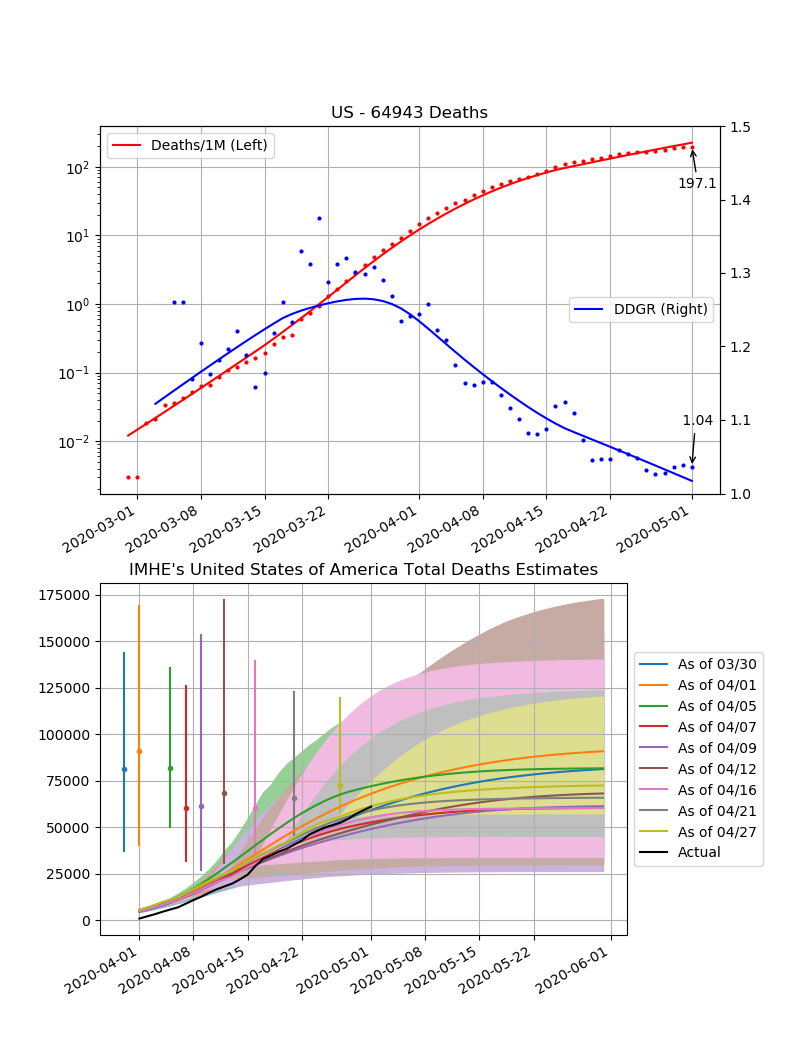 US - 64943 Deaths
Deaths/1M (Left)
10²
10¹
10⁰
10⁻¹
10⁻²
1.5
1.4
1.3
1.2
1.1
1.0
197.1
DDGR (Right)
1.04
2020-03-01
2020-03-08
2020-03-15
2020-03-22
2020-04-01
2020-04-08
2020-04-15
2020-04-22
2020-05-01
IMHE's United States of America Total Deaths Estimates
175000
150000
125000
100000
75000
50000
25000
0
As of 03/30
As of 04/01
As of 04/05
As of 04/07
As of 04/09
As of 04/12
As of 04/16
As of 04/21
As of 04/27
Actual
2020-04-01
2020-04-08
2020-04-15
2020-04-22
2020-05-01
2020-05-08
2020-05-15
2020-05-22
2020-06-01